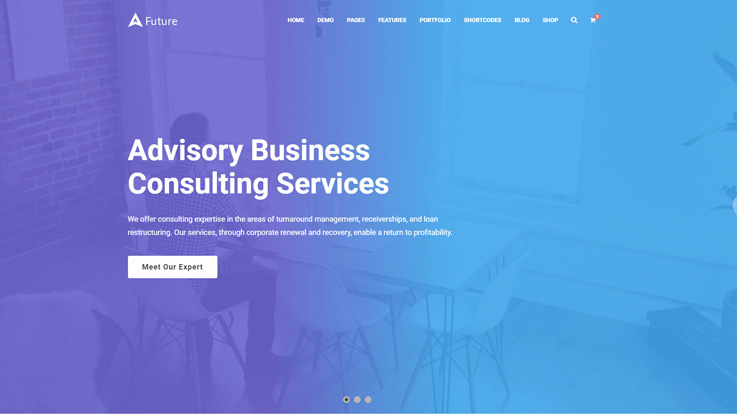 Future
HOME DEMO PAGES FEATURES PORTFOLIO SHORTCODES BLOG SHOP
Advisory Business
Consulting Services
We offer consulting expertise in the areas of turnaround management, receiverships, and loan
restructuring. Our services, through corporate renewal and recovery, enable a return to profitability.
Meet Our Expert